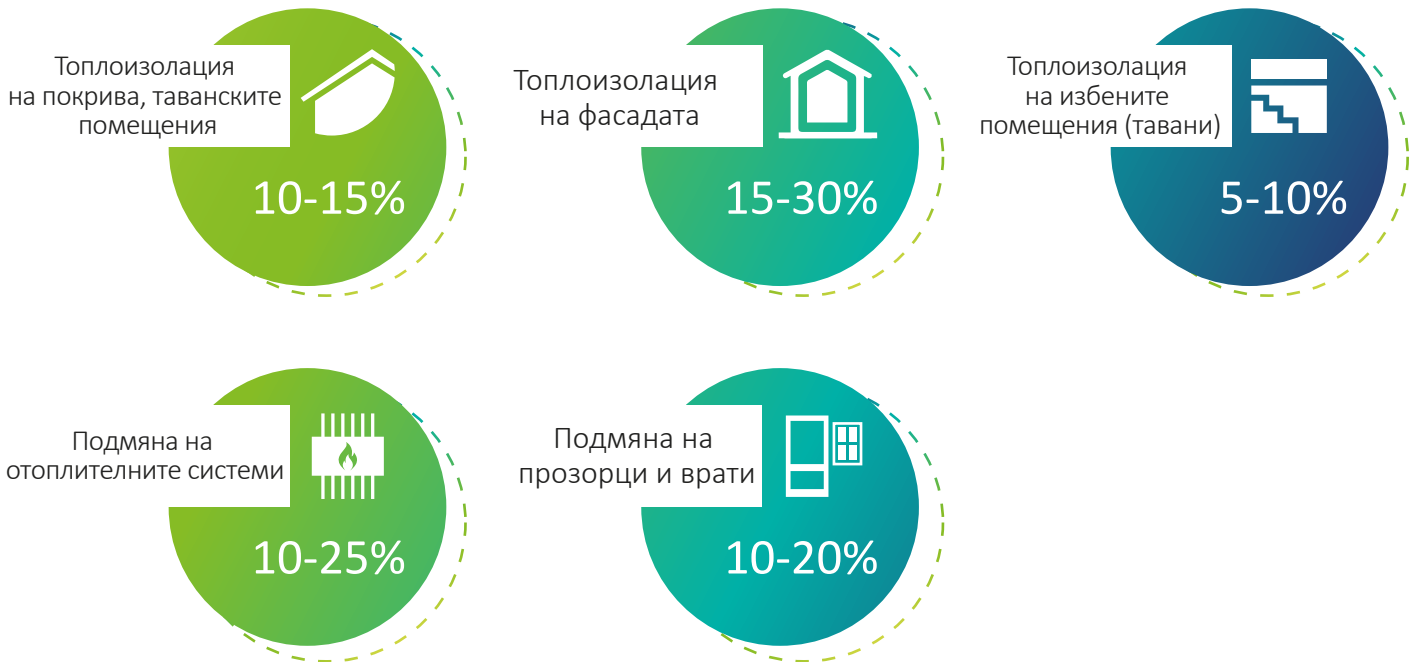 Топлоизолация
на покрива, таванските
помещения
10-15%
Топлоизолация
на фасадата
15-30%
Топлоизолация
на избените
помещения (тавани)
5-10%
Подмяна на
отоплителните системи
10-25%
Подмяна на
прозорци и врати
10-20%